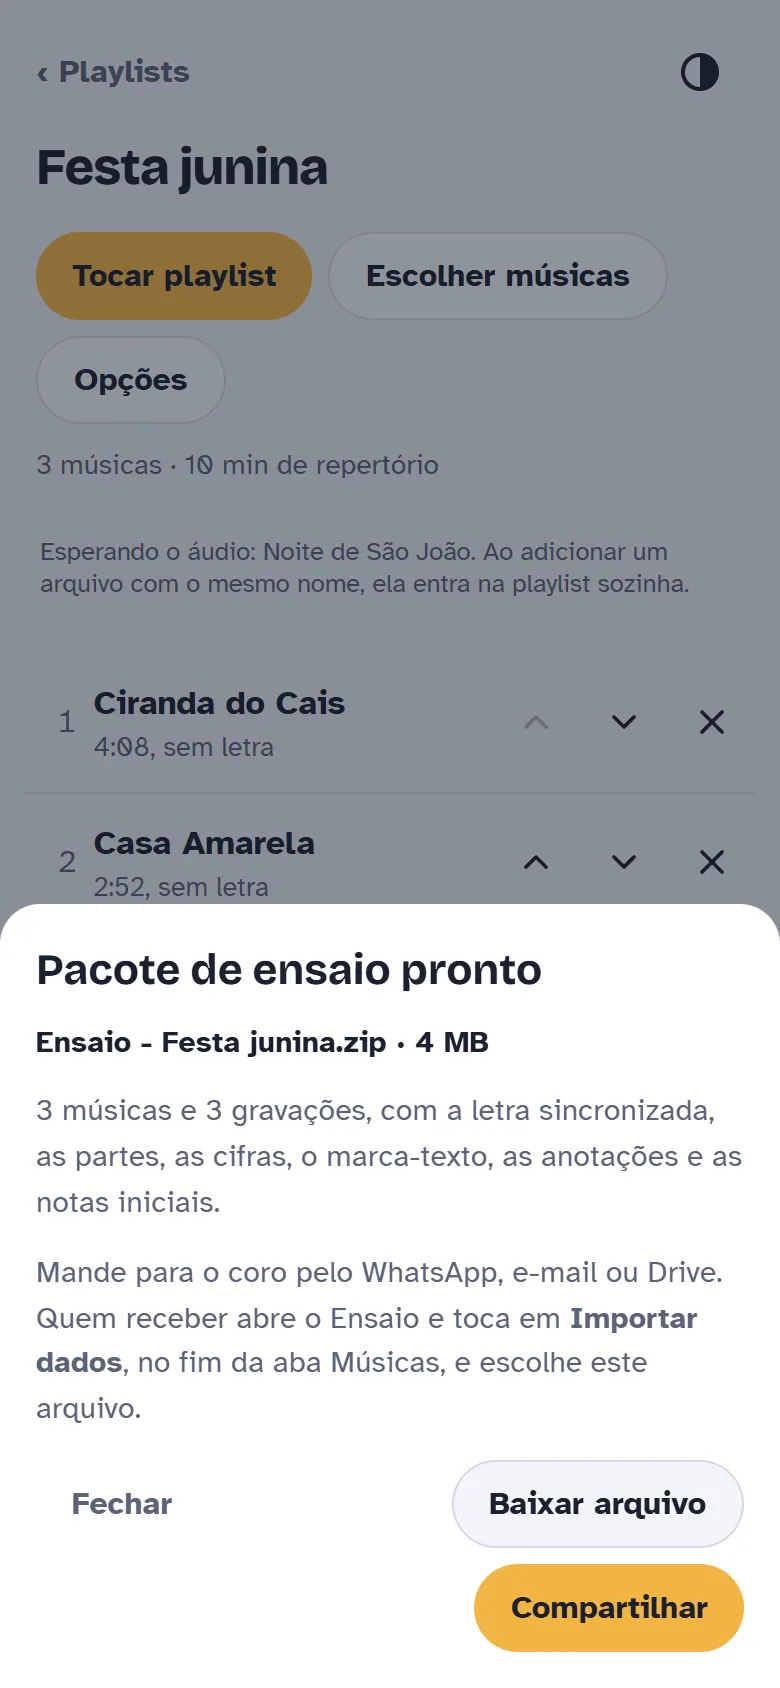 ‹ Playlists
Festa junina
Tocar playlist
Escolher músicas
Opções
3 músicas · 10 min de repertório
Esperando o áudio: Noite de São João. Ao adicionar um
arquivo com o mesmo nome, ela entra na playlist sozinha.
1
Ciranda do Cais
4:08, sem letra
2
Casa Amarela
2:52, sem letra
Pacote de ensaio pronto
Ensaio - Festa junina.zip · 4 MB
3 músicas e 3 gravações, com a letra sincronizada,
as partes, as cifras, o marca-texto, as anotações e as
notas iniciais.
Mande para o coro pelo WhatsApp, e-mail ou Drive.
Quem receber abre o Ensaio e toca em Importar
dados, no fim da aba Músicas, e escolhe este
arquivo.
Fechar
Baixar arquivo
Compartilhar